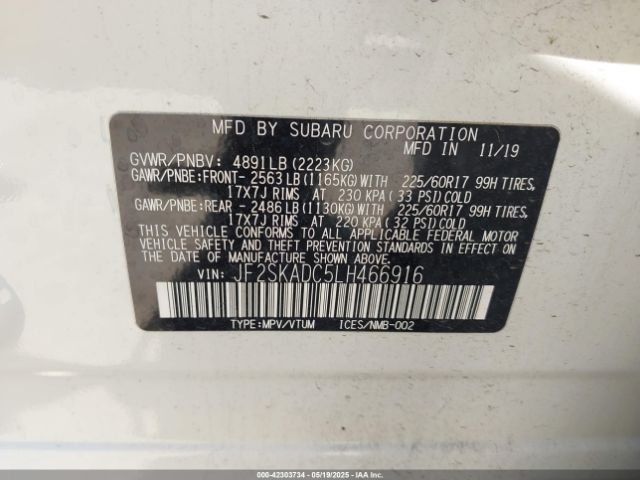 MFD BY SUBARU CORPORATION
MFD IN 11/19
GVWR/PNBV: 4891LB (2223KG)
GAWR/PNBE:FRONT- 2563 LB (1165KG) WITH 225/60R17 99H TIRES,
17X7J RIMS AT 230 KPA (33 PSI) COLD
GAWR/PNBE:REAR - 2486 LB (1130KG) WITH 225/60R17 99H TIRES,
17X7J RIMS AT 220 KPA (32 PSI) COLD
THIS VEHICLE CONFORMS TO ALL APPLICABLE FEDERAL MOTOR
VEHICLE SAFETY AND THEFT PREVENTION STANDARDS IN EFFECT ON
THE DATE OF MANUFACTURE SHOWN ABOVE.
VIN: JF2SKADC5LH466916
TYPE:MPV/VTUM ICES/NMB-002
000-42303734 - 05/19/2025 - IAA Inc.